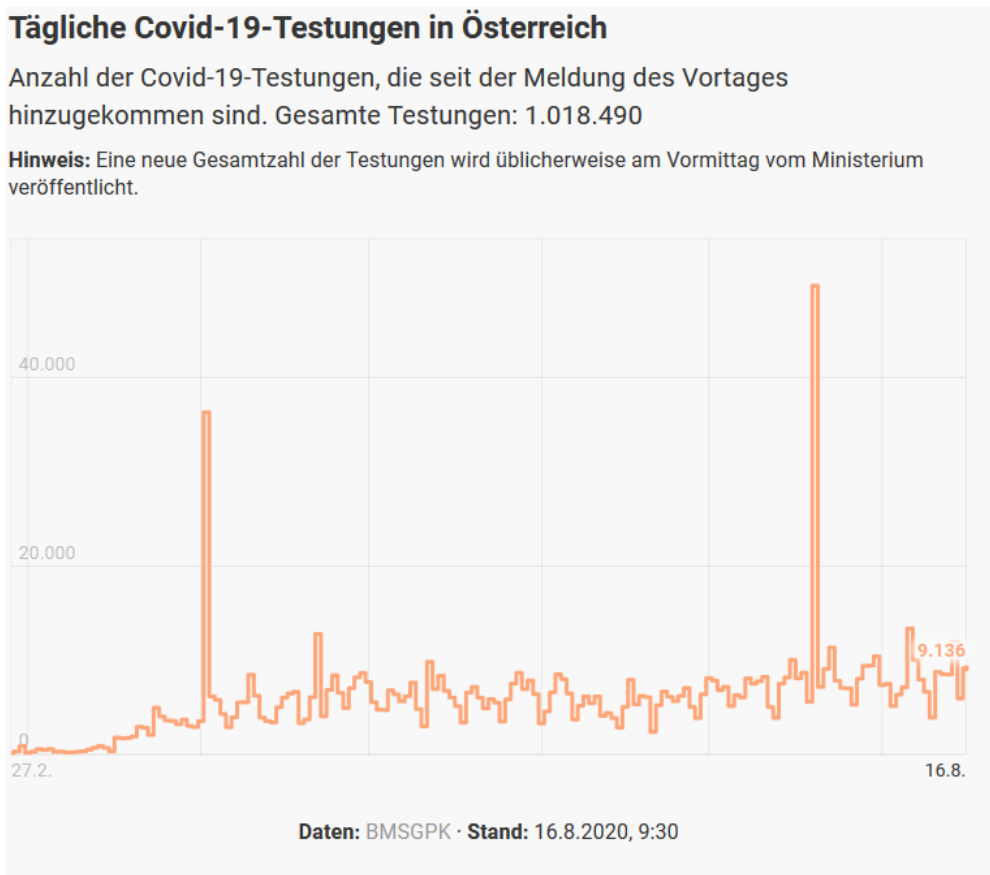 Tägliche Covid-19-Testungen in Österreich
Anzahl der Covid-19-Testungen, die seit der Meldung des Vortages
hinzugekommen sind. Gesamte Testungen: 1.018.490
Hinweis: Eine neue Gesamtzahl der Testungen wird üblicherweise am Vormittag vom Ministerium
veröffentlicht.
40.000
20.000
9.136
0
27.2.
16.8.
Daten: BMSGPK · Stand: 16.8.2020, 9:30